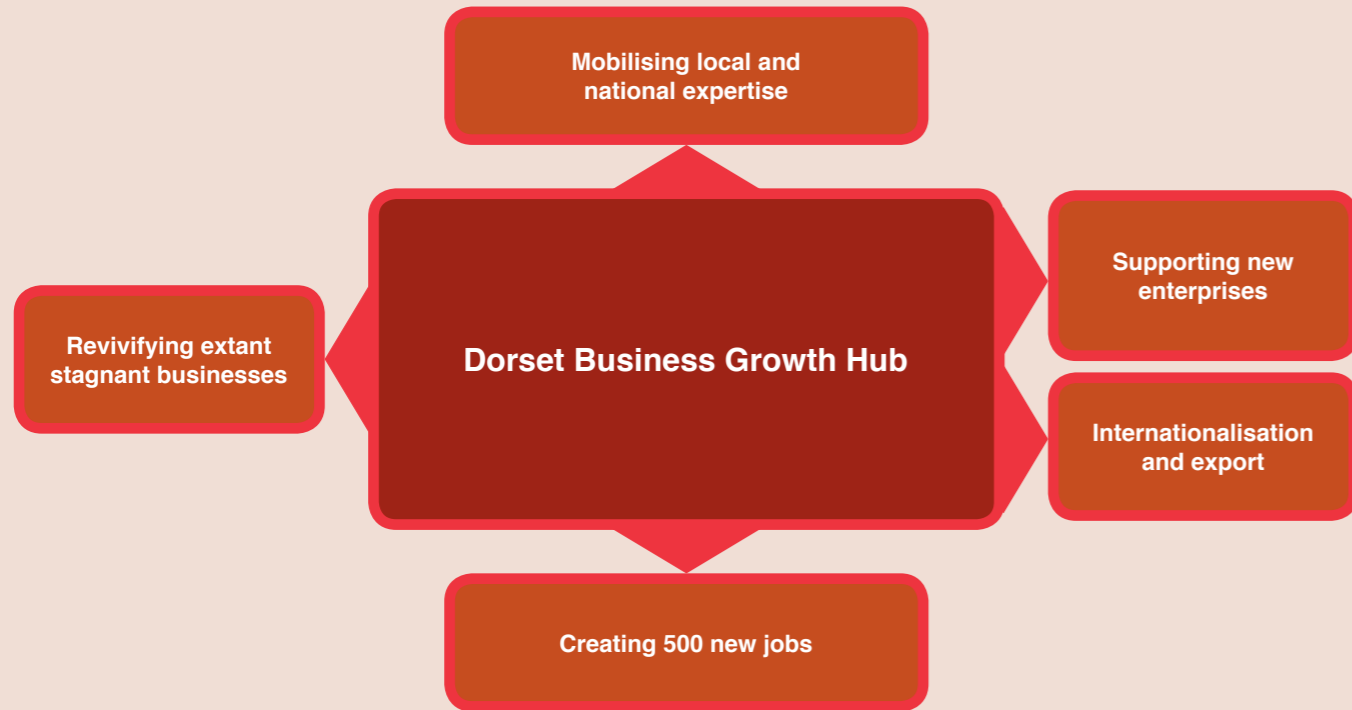 Mobilising local and
national expertise
Supporting new
enterprises
Revivifying extant
stagnant businesses
Dorset Business Growth Hub
Internationalisation
and export
Creating 500 new jobs